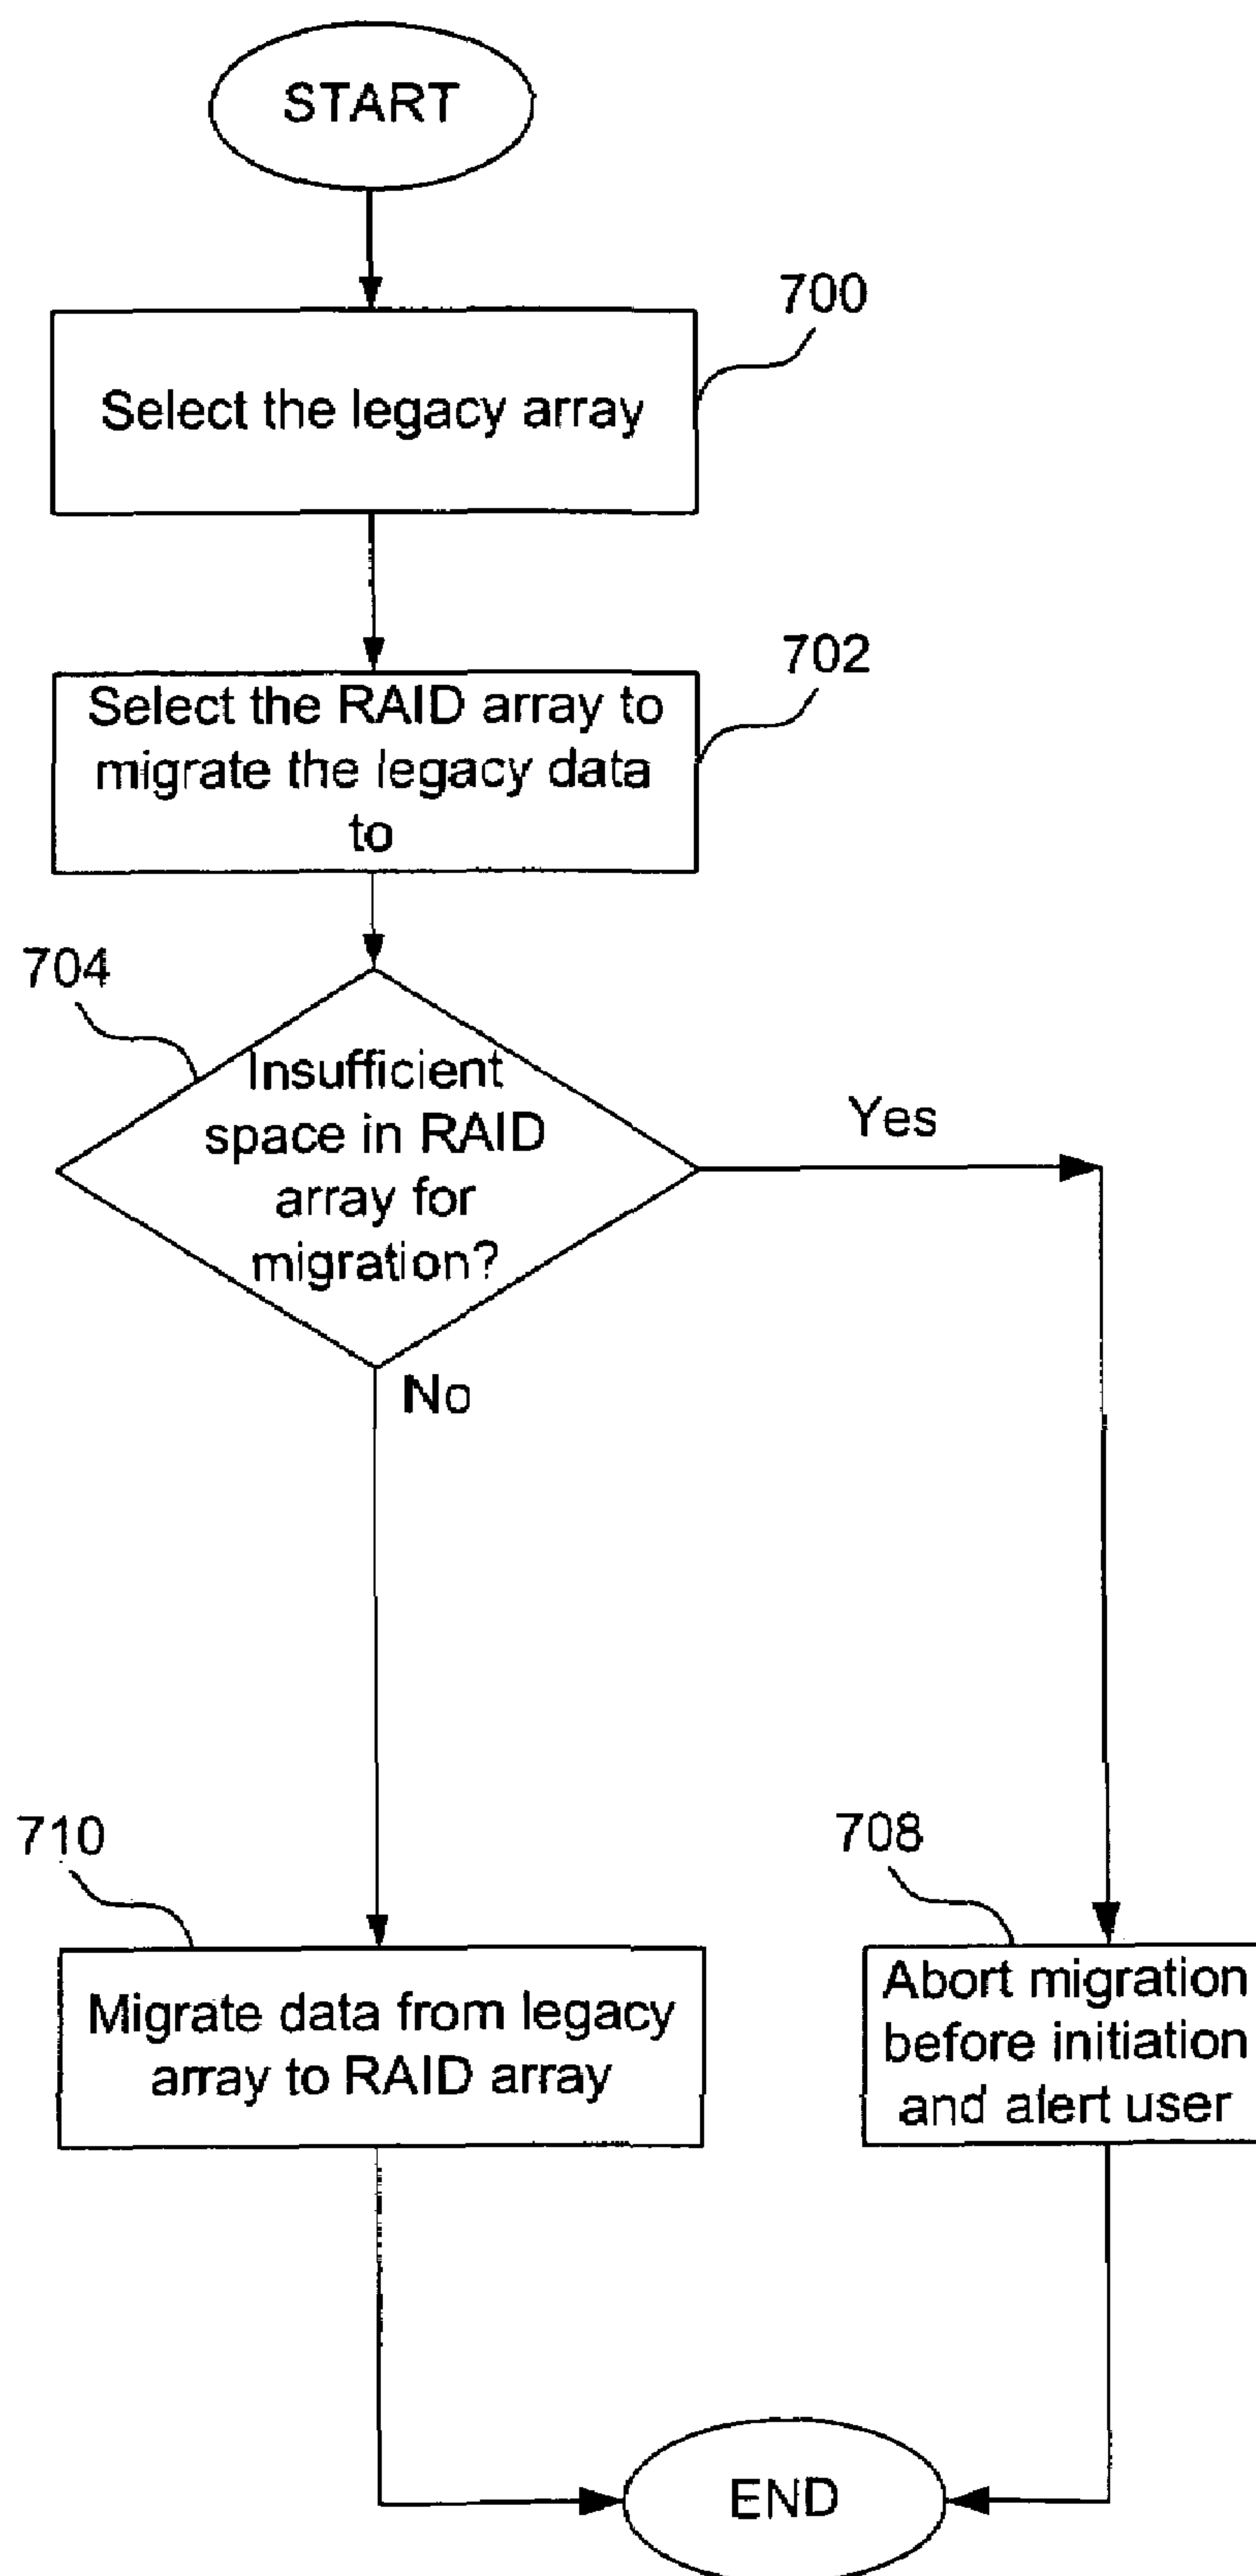 START
700
Select the legacy array
702
Select the RAID array to
migrate the legacy data
to
704
Insufficient
space in RAID
array for
migration?
Yes
No
710
708
Migrate data from legacy
array to RAID array
Abort migration
before initiation
and alert user
END